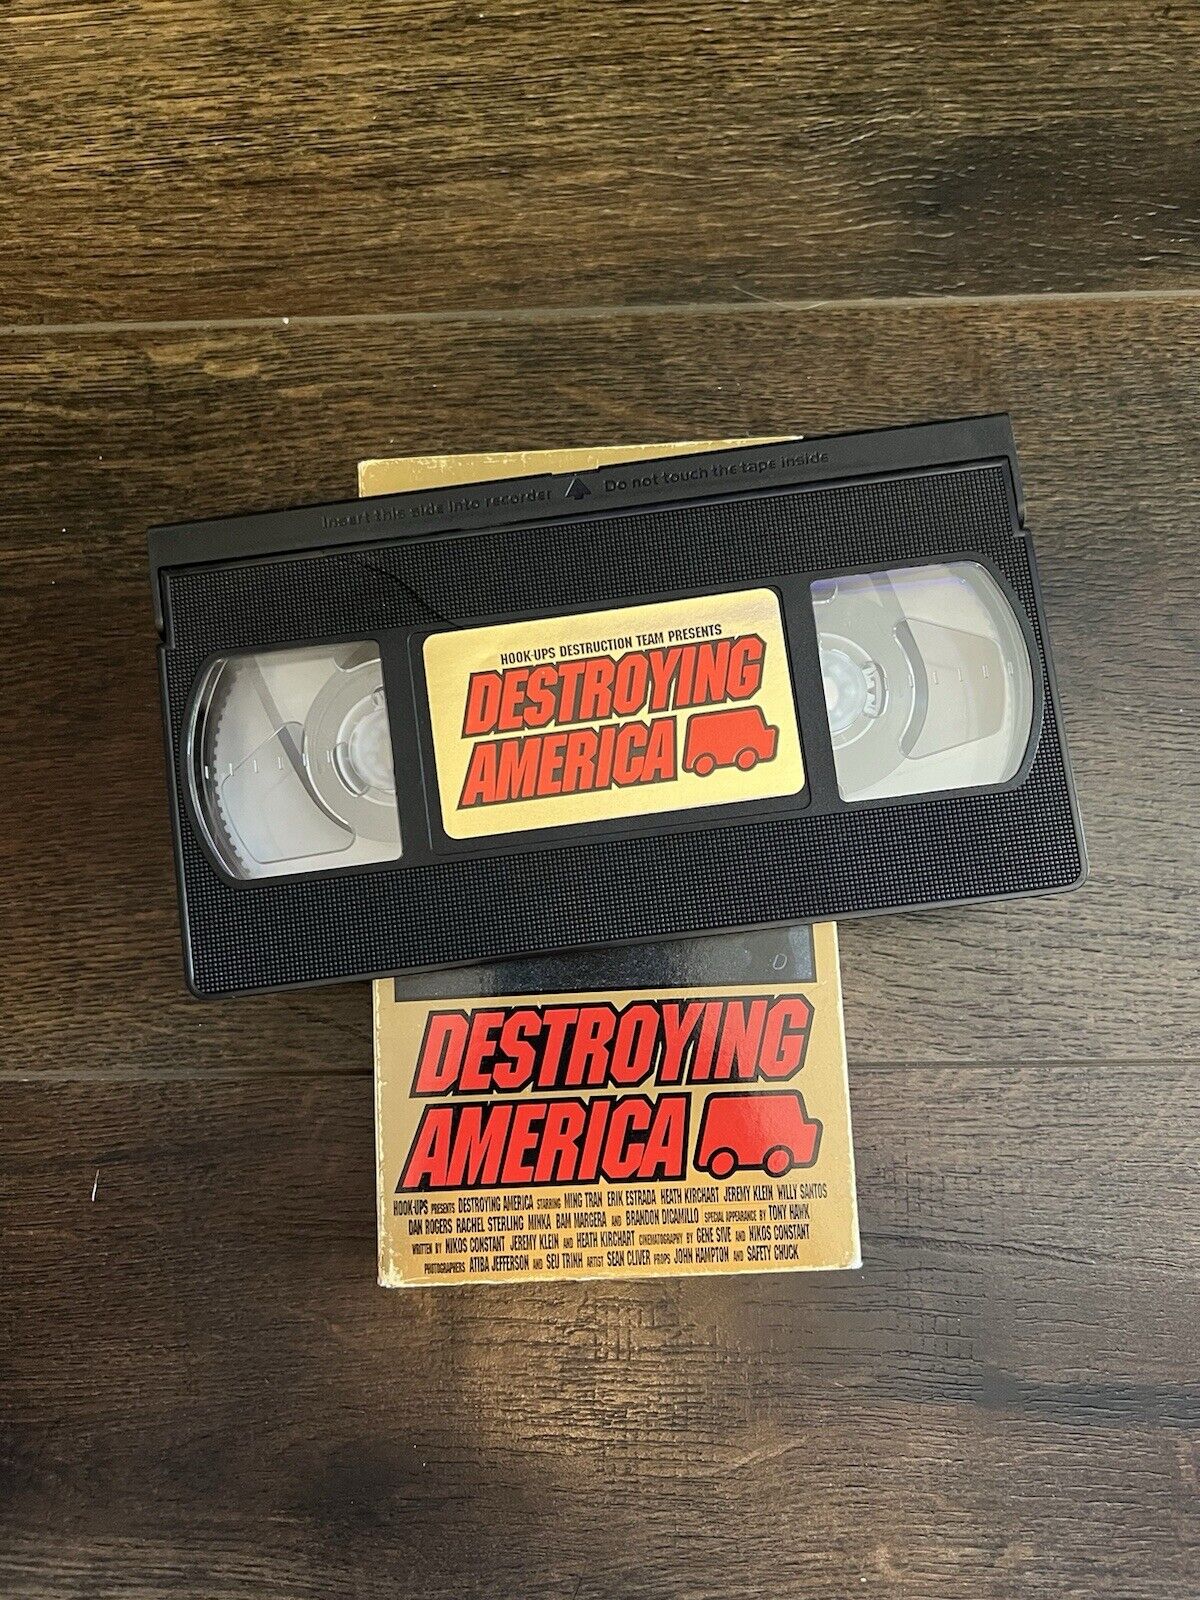 Insert this side into recorder Do not touch the tape inside
HOOK-UPS DESTRUCTION TEAM PRESENTS
DESTROYING
AMERICA
DESTROYING
AMERICA
HOOK-UPS PRESENTS DESTROYING AMERICA STARRING MING TRAN ERIK ESTRADA HEATH KIRCHART JEREMY KLEIN WILLY SANTOS
DAN ROGERS RACHEL STERLING MINKA BAM MARGERA AND BRANDON DICAMILLO SPECIAL APPEARANCE BY TONY HAWK
WRITTEN BY NIKOS CONSTANT JEREMY KLEIN AND HEATH KIRCHART CINEMATOGRAPHY BY GENE SIVE AND NIKOS CONSTANT
PHOTOGRAPHERS ATIBA JEFFERSON AND SEU TRINH ARTIST SEAN CLIVER PROPS JOHN HAMPTON AND SAFETY CHUCK